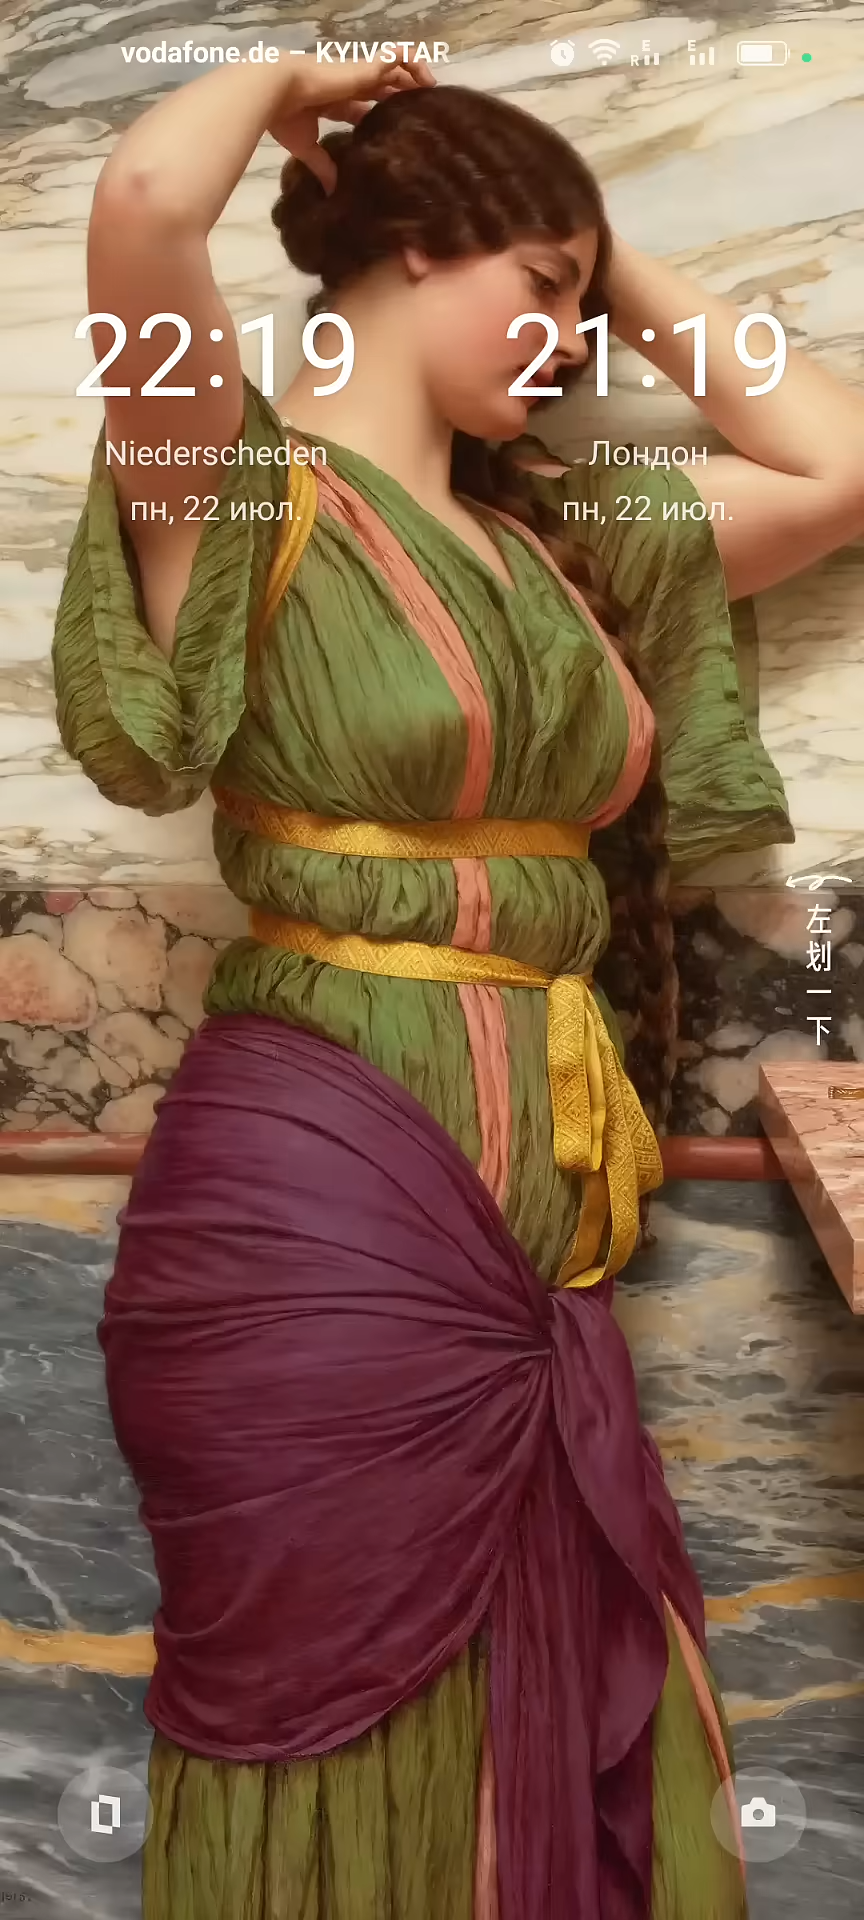 vodafone.de – KYIVSTAR
R E E
22:19 21:19
Niederscheden Лондон
пн, 22 июл. пн, 22 июл.
左划一下